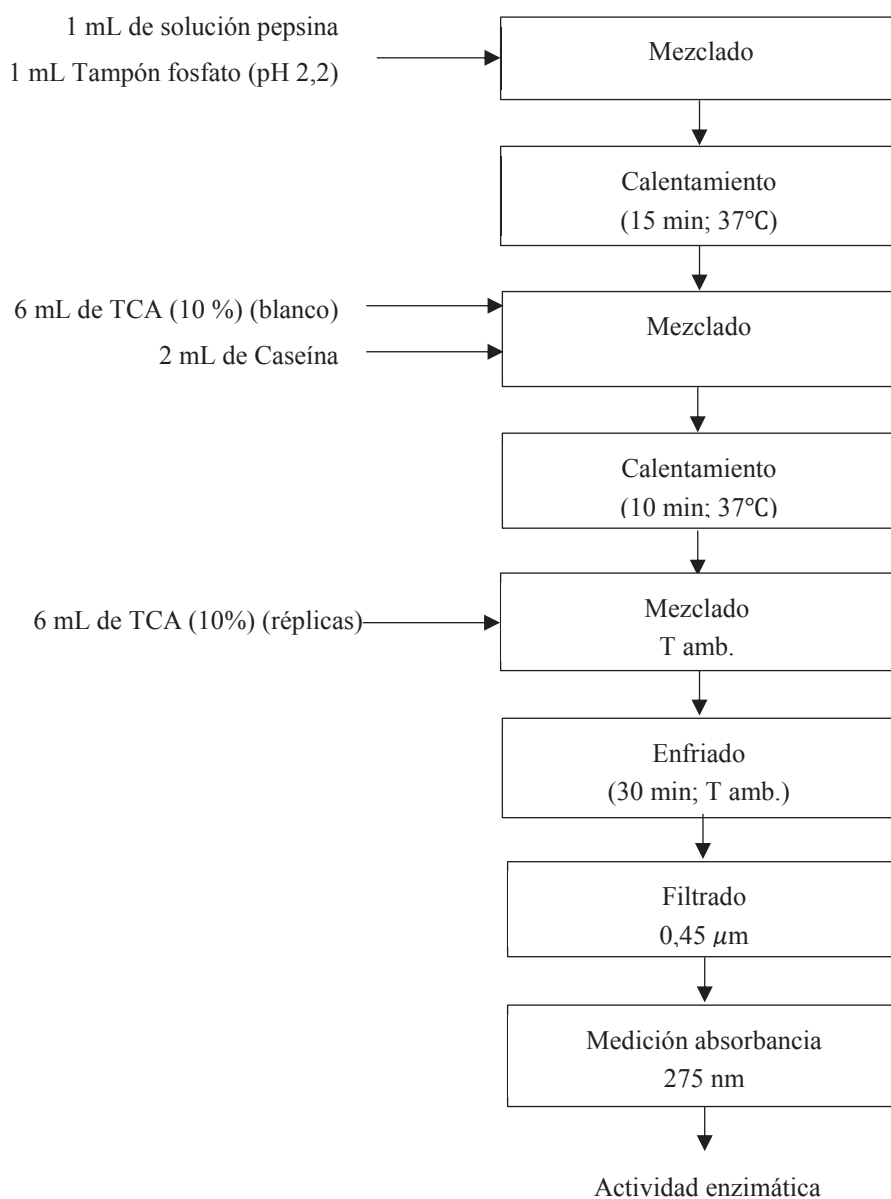 1 mL de solución pepsina
1 mL Tampón fosfato (pH 2,2)
Mezclado
Calentamiento
(15 min; 37℃)
6 mL de TCA (10 %) (blanco)
2 mL de Caseína
Mezclado
Calentamiento
(10 min; 37℃)
6 mL de TCA (10%) (réplicas)
Mezclado
T amb.
Enfriado
(30 min; T amb.)
Filtrado
0,45 𝜇m
Medición absorbancia
275 nm
Actividad enzimática